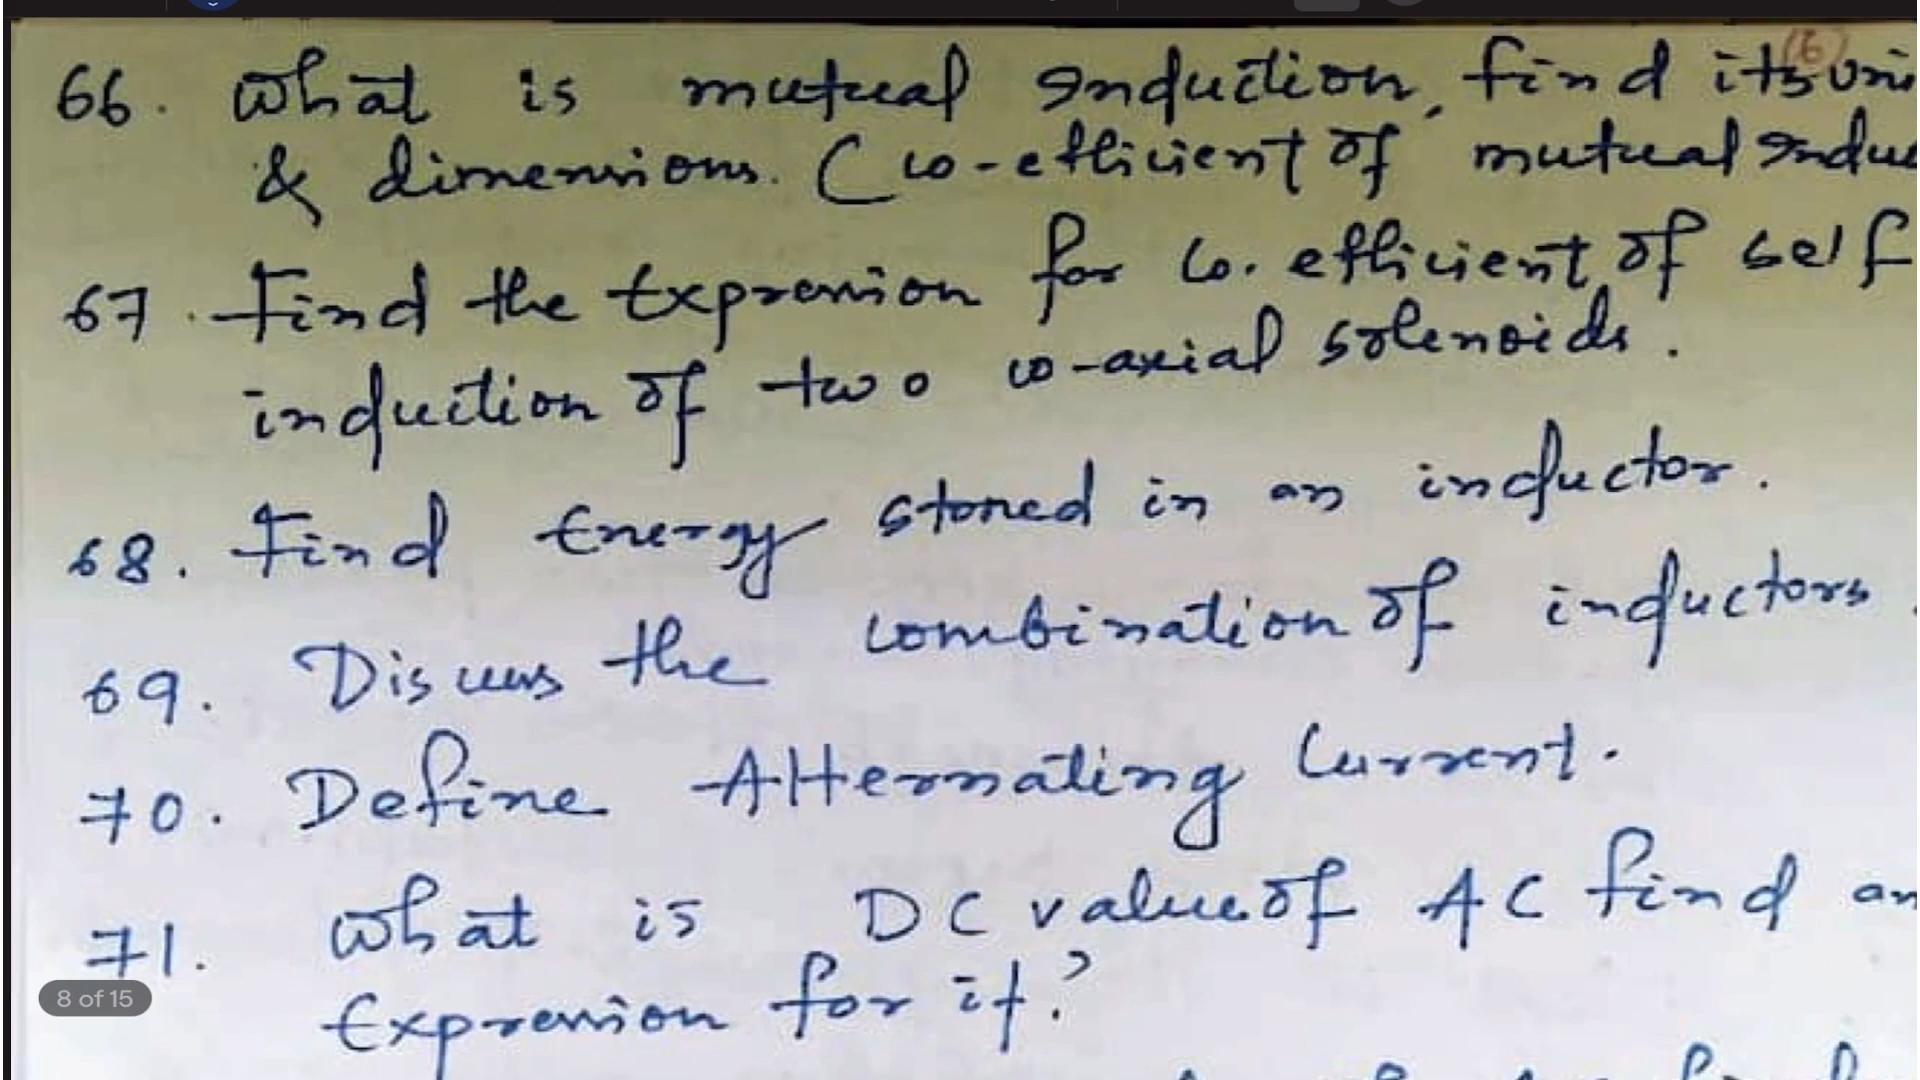 (6)
66. What is mutual Induction, find its uni
& dimensions. (Co-efficient of mutual Induc
67. Find the Expression for Co. efficient of self
induction of two co-axial solenoids.
68. Find Energy stored in an inductor.
69. Discuss the combination of inductors.
70. Define Alternating Current.
71. What is DC value of AC find an
Expression for it?
8 of 15